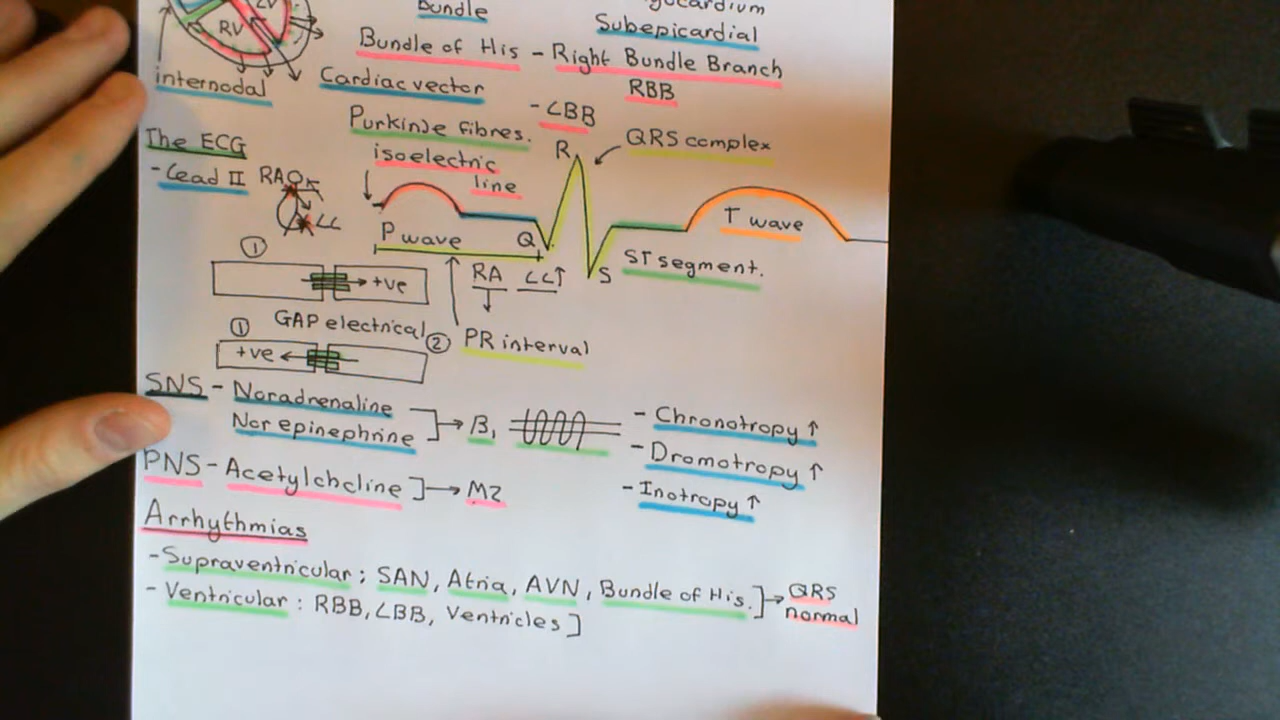 LV
Bundle
RV
Subepicardial
Bundle of His - Right Bundle Branch
internodal
Cardiac vector
RBB
- LBB
Purkinje fibres.
The ECG
isoelectric
line
R
QRS complex
- Lead II RA
LL
P wave
Q
T wave
S
ST segment.
①
→ +ve
RA LL↑
GAP electrical
①
② PR interval
+ve ←
SNS - Noradrenaline
Norepinephrine
→ B1
- Chronotropy ↑
- Dromotropy ↑
- Inotropy ↑
PNS - Acetylcholine ] → M2
Arrhythmias
- Supraventricular; SAN, Atria, AVN, Bundle of His. ] → QRS
normal
- Ventricular: RBB, LBB, Ventricles ]